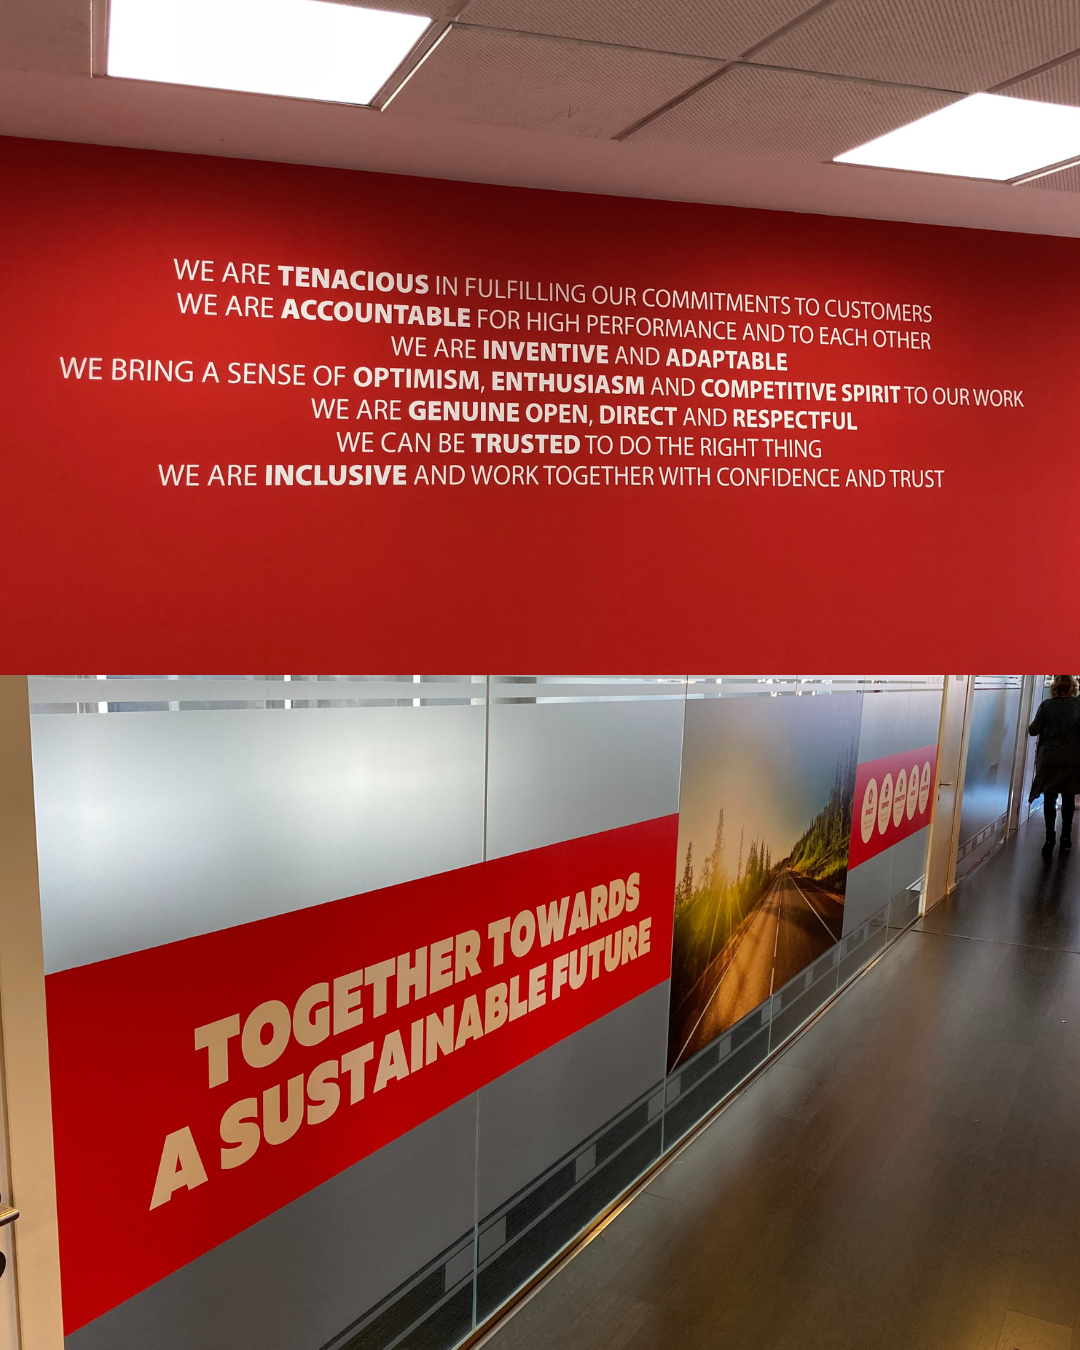 WE ARE TENACIOUS IN FULFILLING OUR COMMITMENTS TO CUSTOMERS
WE ARE ACCOUNTABLE FOR HIGH PERFORMANCE AND TO EACH OTHER
WE ARE INVENTIVE AND ADAPTABLE
WE BRING A SENSE OF OPTIMISM, ENTHUSIASM AND COMPETITIVE SPIRIT TO OUR WORK
WE ARE GENUINE OPEN, DIRECT AND RESPECTFUL
WE CAN BE TRUSTED TO DO THE RIGHT THING
WE ARE INCLUSIVE AND WORK TOGETHER WITH CONFIDENCE AND TRUST
TOGETHER TOWARDS
A SUSTAINABLE FUTURE